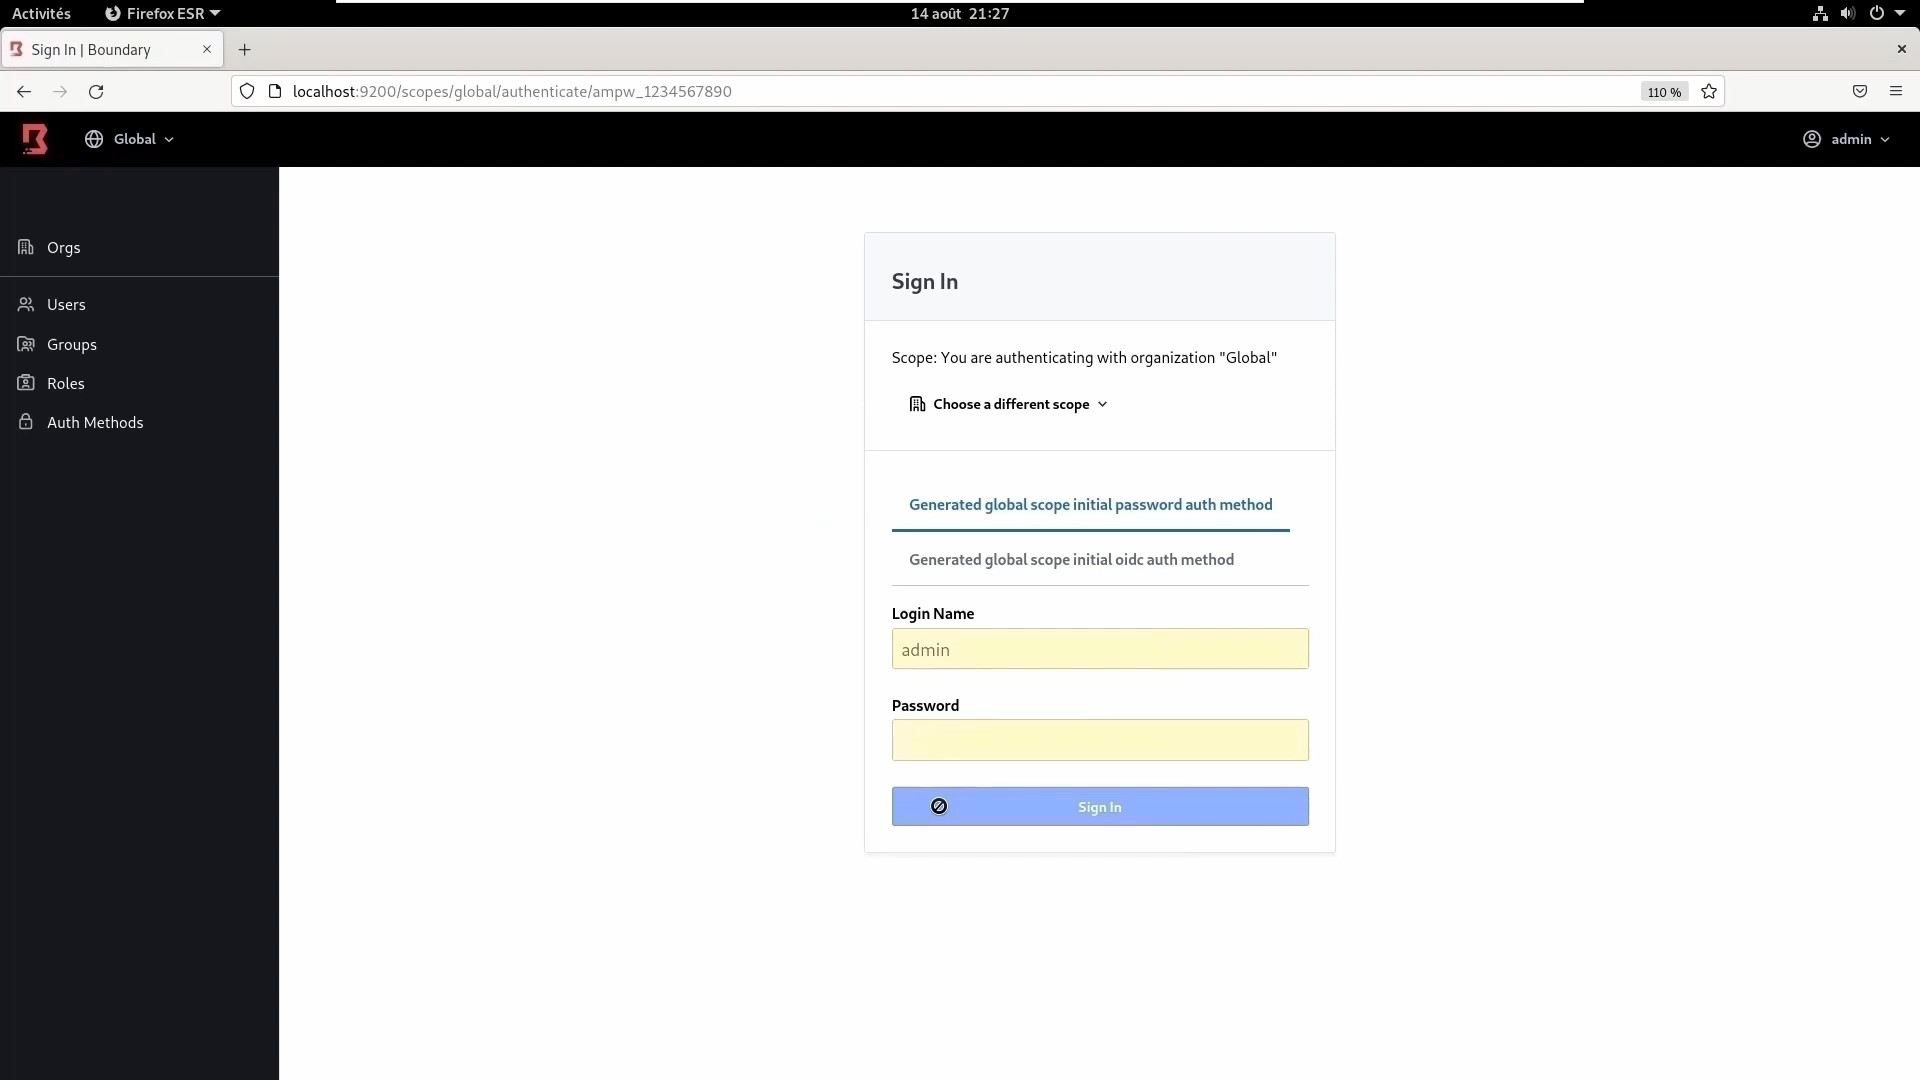 Activités
Firefox ESR
14 août 21:27
Sign In | Boundary
localhost:9200/scopes/global/authenticate/ampw_1234567890
110 %
Global
admin
Orgs
Users
Groups
Roles
Auth Methods
Sign In
Scope: You are authenticating with organization "Global"
Choose a different scope
Generated global scope initial password auth method
Generated global scope initial oidc auth method
Login Name
admin
Password
Sign In